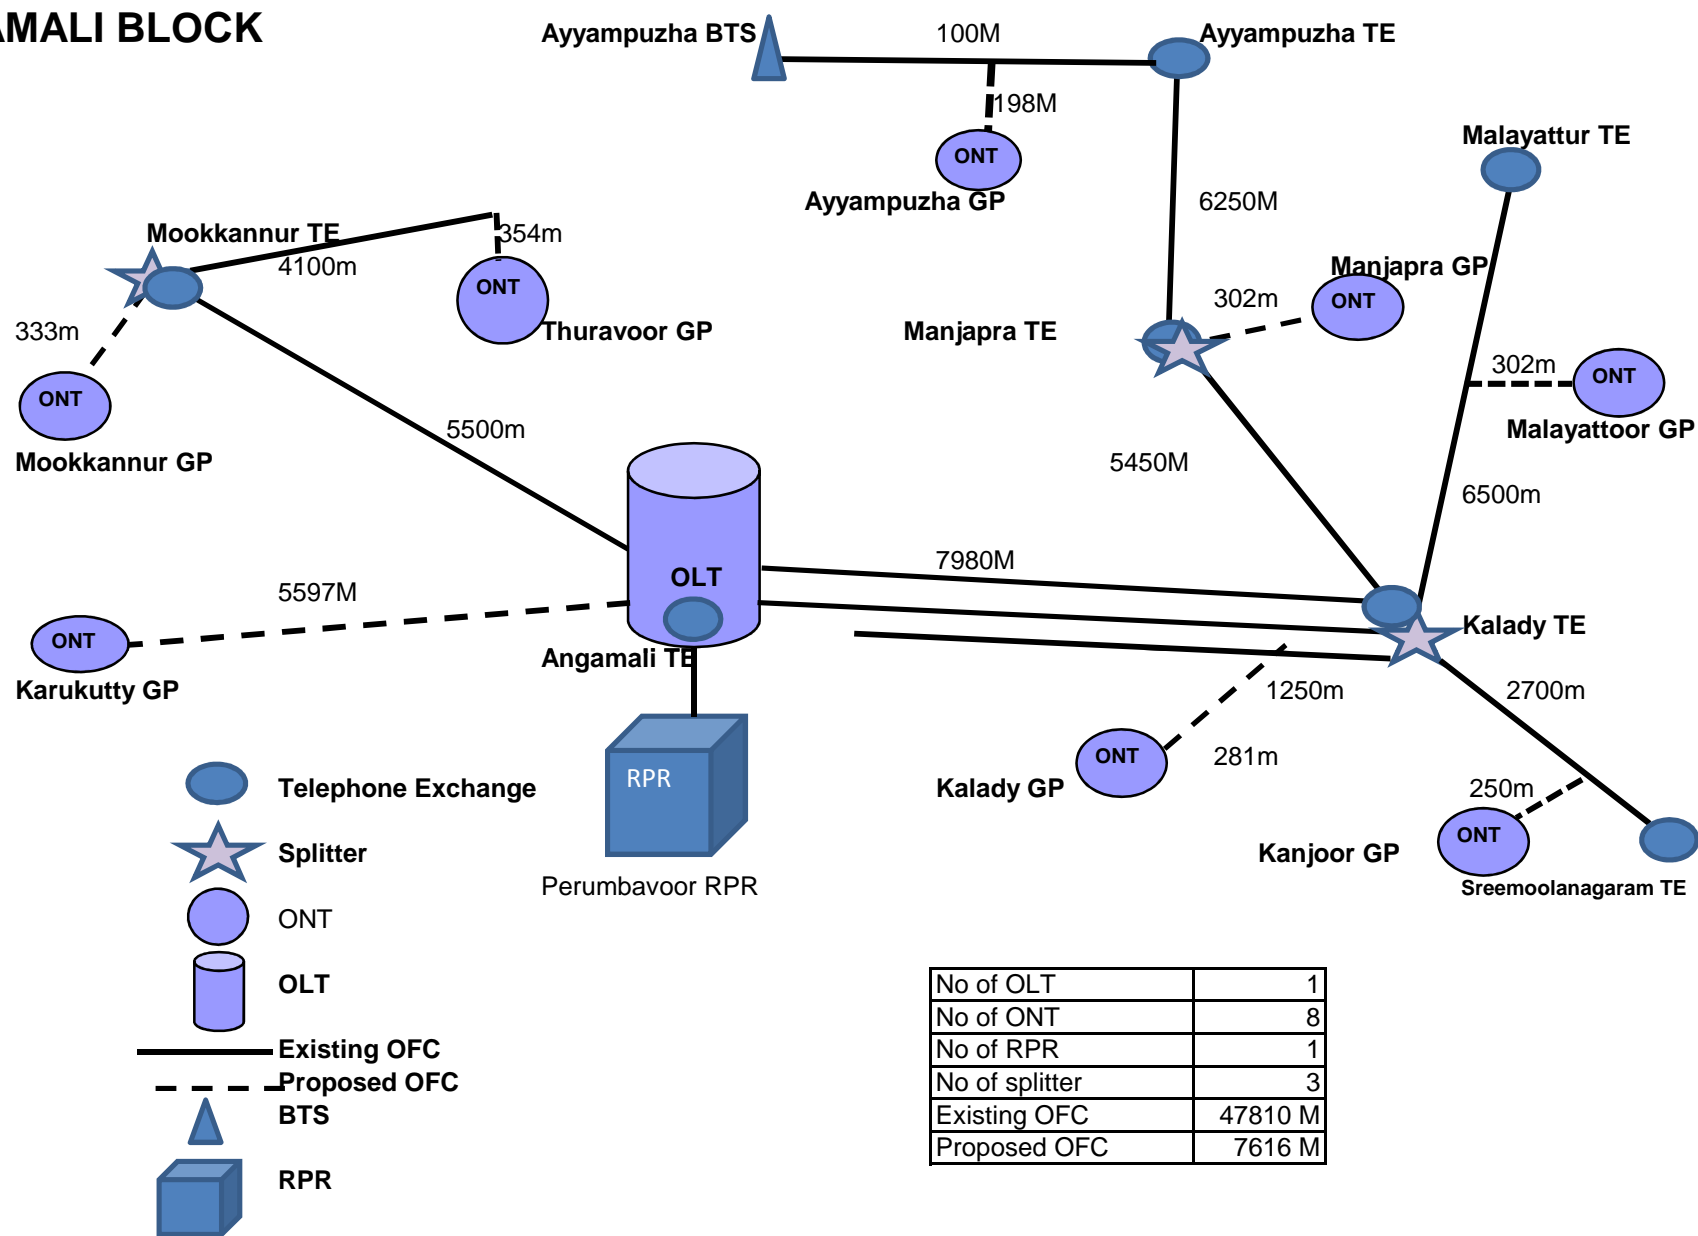 AMALI BLOCK
Ayyampuzha BTS
100M
Ayyampuzha TE
198M
ONT
Ayyampuzha GP
Malayattur TE
6250M
Mookkannur TE
4100m
354m
ONT
Thuravoor GP
Manjapra GP
302m
ONT
Manjapra TE
333m
ONT
Mookkannur GP
302m
ONT
Malayattoor GP
5500m
5450M
6500m
7980M
OLT
5597M
ONT
Karukutty GP
Angamali TE
Kalady TE
1250m
2700m
ONT
281m
Kalady GP
250m
ONT
Kanjoor GP
Sreemoolanagaram TE
RPR
Perumbavoor RPR
Telephone Exchange
Splitter
ONT
OLT
Existing OFC
Proposed OFC
BTS
RPR
No of OLT 1
No of ONT 8
No of RPR 1
No of splitter 3
Existing OFC 47810 M
Proposed OFC 7616 M